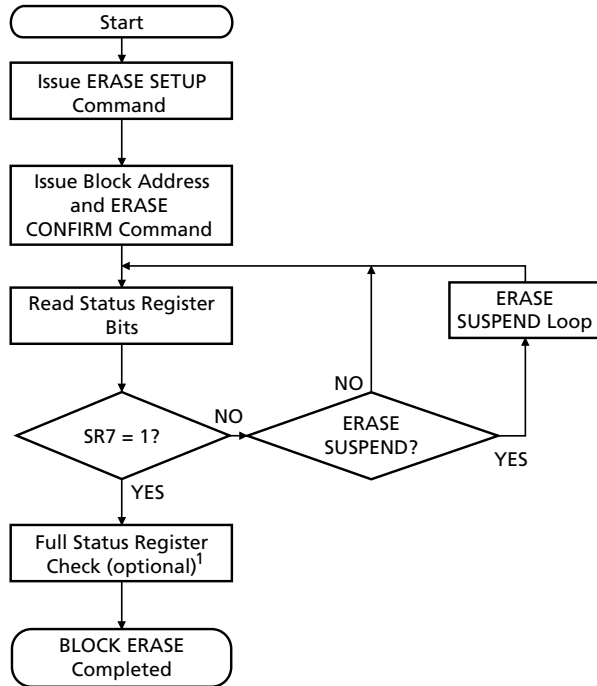 Start
Issue ERASE SETUP
Command
Issue Block Address
and ERASE
CONFIRM Command
Read Status Register
Bits
ERASE
SUSPEND Loop
SR7 = 1?
NO
ERASE
SUSPEND?
NO
YES
YES
Full Status Register
Check (optional)1
BLOCK ERASE
Completed